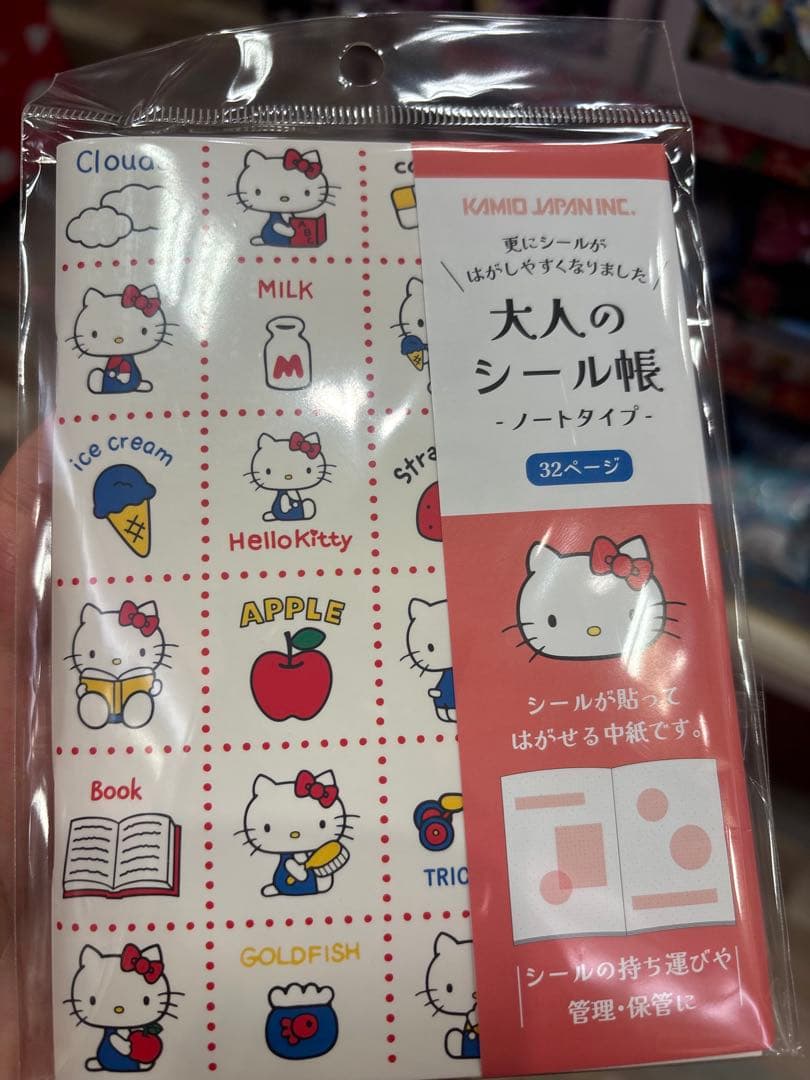 Cloud
MILK
ice cream
HelloKitty
APPLE
Book
ABC
M
GOLDFISH
KAMIO JAPAN INC.
更にシールが
はがしやすくなりました
大人の
シール帳
-ノートタイプ-
32ページ
シールが貼って
はがせる中紙です。
シールの持ち運びや
管理・保管に